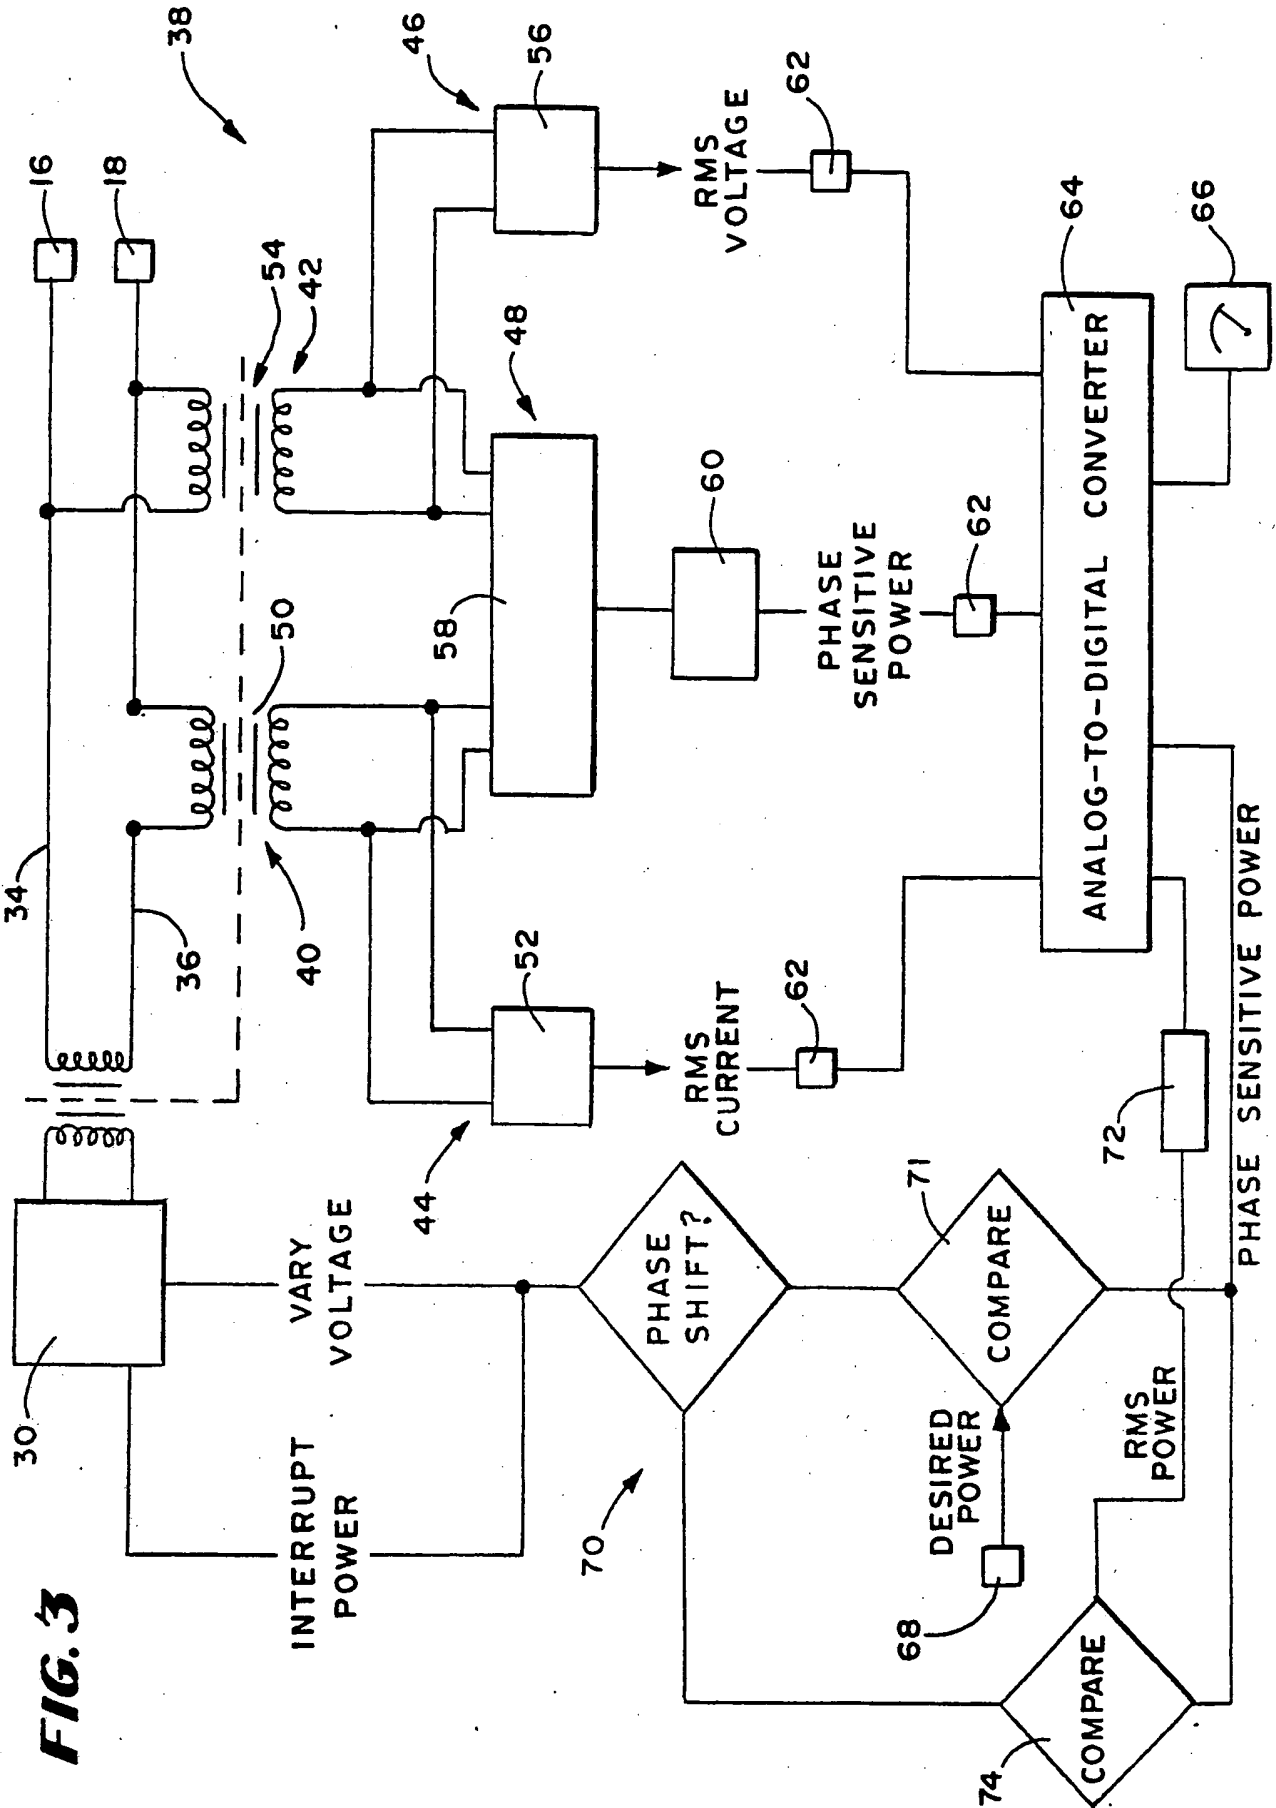 FIG. 3
30
INTERRUPT
POWER
VARY
VOLTAGE
34
36
16
18
38
40
50
54
42
44
52
46
56
48
58
60
RMS
CURRENT
PHASE
SENSITIVE
POWER
RMS
VOLTAGE
62
62
62
70
PHASE
SHIFT?
71
COMPARE
DESIRED
POWER
68
74
COMPARE
RMS
POWER
72
ANALOG-TO-DIGITAL CONVERTER
64
66
PHASE SENSITIVE POWER